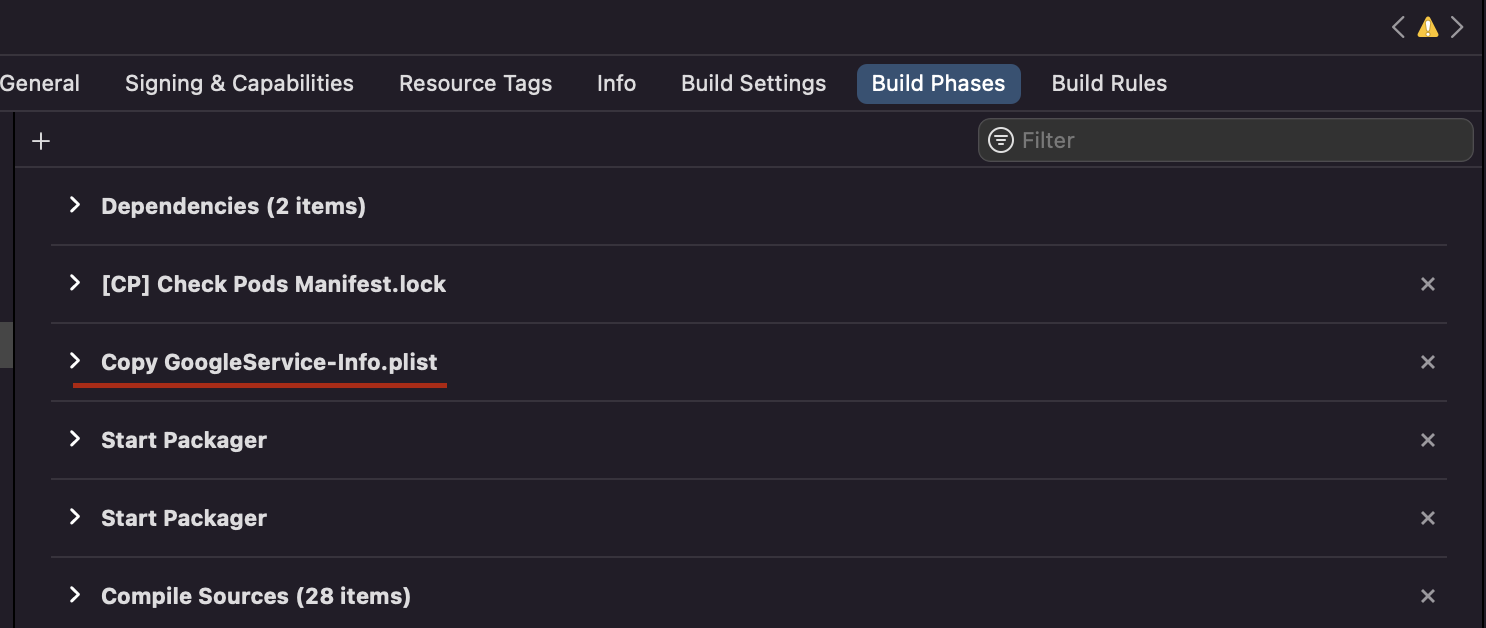 General Signing & Capabilities Resource Tags Info Build Settings Build Phases Build Rules
Filter
Dependencies (2 items)
[CP] Check Pods Manifest.lock
Copy GoogleService-Info.plist
Start Packager
Start Packager
Compile Sources (28 items)